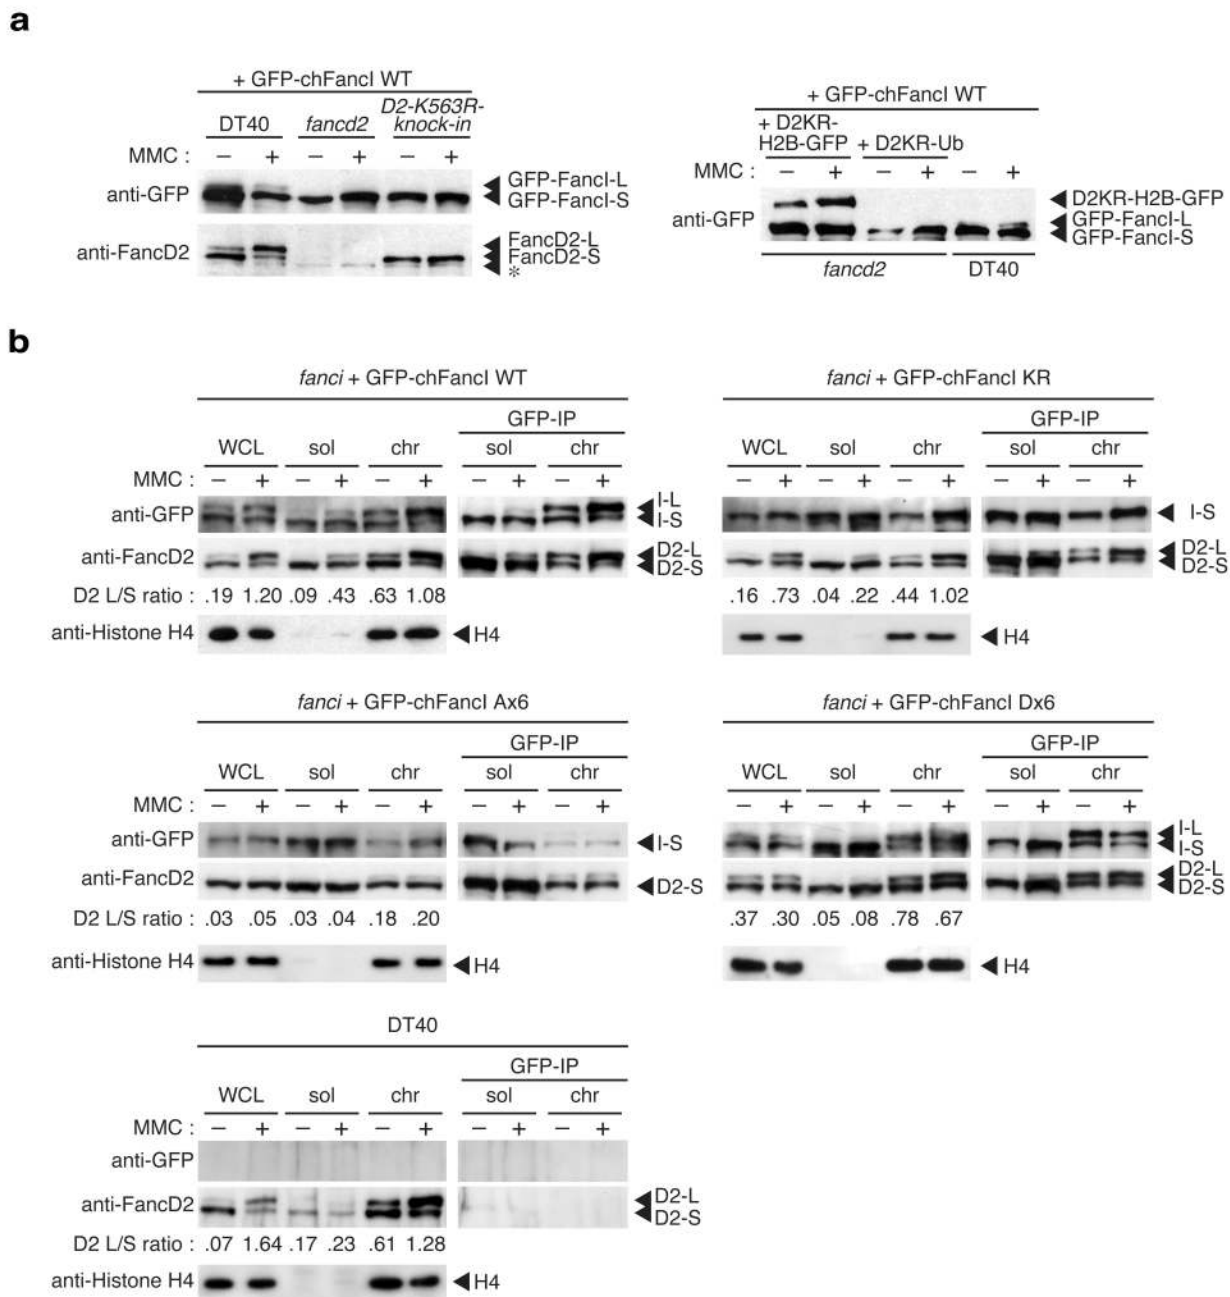 a
+ GFP-chFancI WT
DT40 fancd2 D2-K563R-knock-in
MMC : – + – + – +
anti-GFP GFP-FancI-L
GFP-FancI-S
anti-FancD2 FancD2-L
FancD2-S
*
+ GFP-chFancI WT
+ D2KR-H2B-GFP + D2KR-Ub
MMC : – + – + – +
anti-GFP D2KR-H2B-GFP
GFP-FancI-L
GFP-FancI-S
fancd2 DT40
b
fanci + GFP-chFancI WT
GFP-IP
WCL sol chr sol chr
MMC : – + – + – + – + – +
anti-GFP I-L
I-S
anti-FancD2 D2-L
D2-S
D2 L/S ratio : .19 1.20 .09 .43 .63 1.08
anti-Histone H4 H4
fanci + GFP-chFancI KR
GFP-IP
WCL sol chr sol chr
– + – + – + – + – +
I-S
D2-L
D2-S
.16 .73 .04 .22 .44 1.02
H4
fanci + GFP-chFancI Ax6
GFP-IP
WCL sol chr sol chr
MMC : – + – + – + – + – +
anti-GFP I-S
anti-FancD2 D2-S
D2 L/S ratio : .03 .05 .03 .04 .18 .20
anti-Histone H4 H4
fanci + GFP-chFancI Dx6
GFP-IP
WCL sol chr sol chr
– + – + – + – + – +
I-L
I-S
D2-L
D2-S
.37 .30 .05 .08 .78 .67
H4
DT40
GFP-IP
WCL sol chr sol chr
MMC : – + – + – + – + – +
anti-GFP
anti-FancD2 D2-L
D2-S
D2 L/S ratio : .07 1.64 .17 .23 .61 1.28
anti-Histone H4 H4